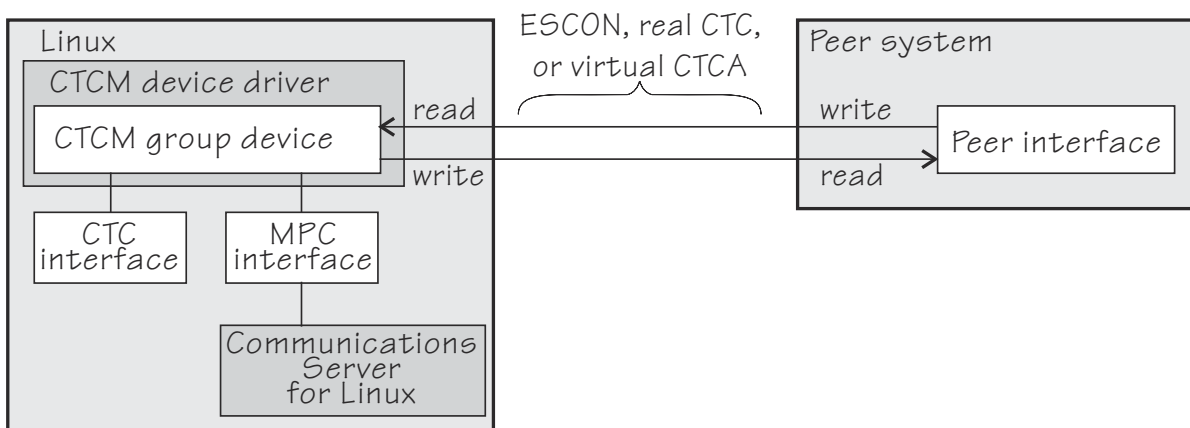 Linux
CTCM device driver
CTCM group device
read
write
CTC
interface
MPC
interface
Communications
Server
for Linux
ESCON, real CTC,
or virtual CTCA
Peer system
write
Peer interface
read